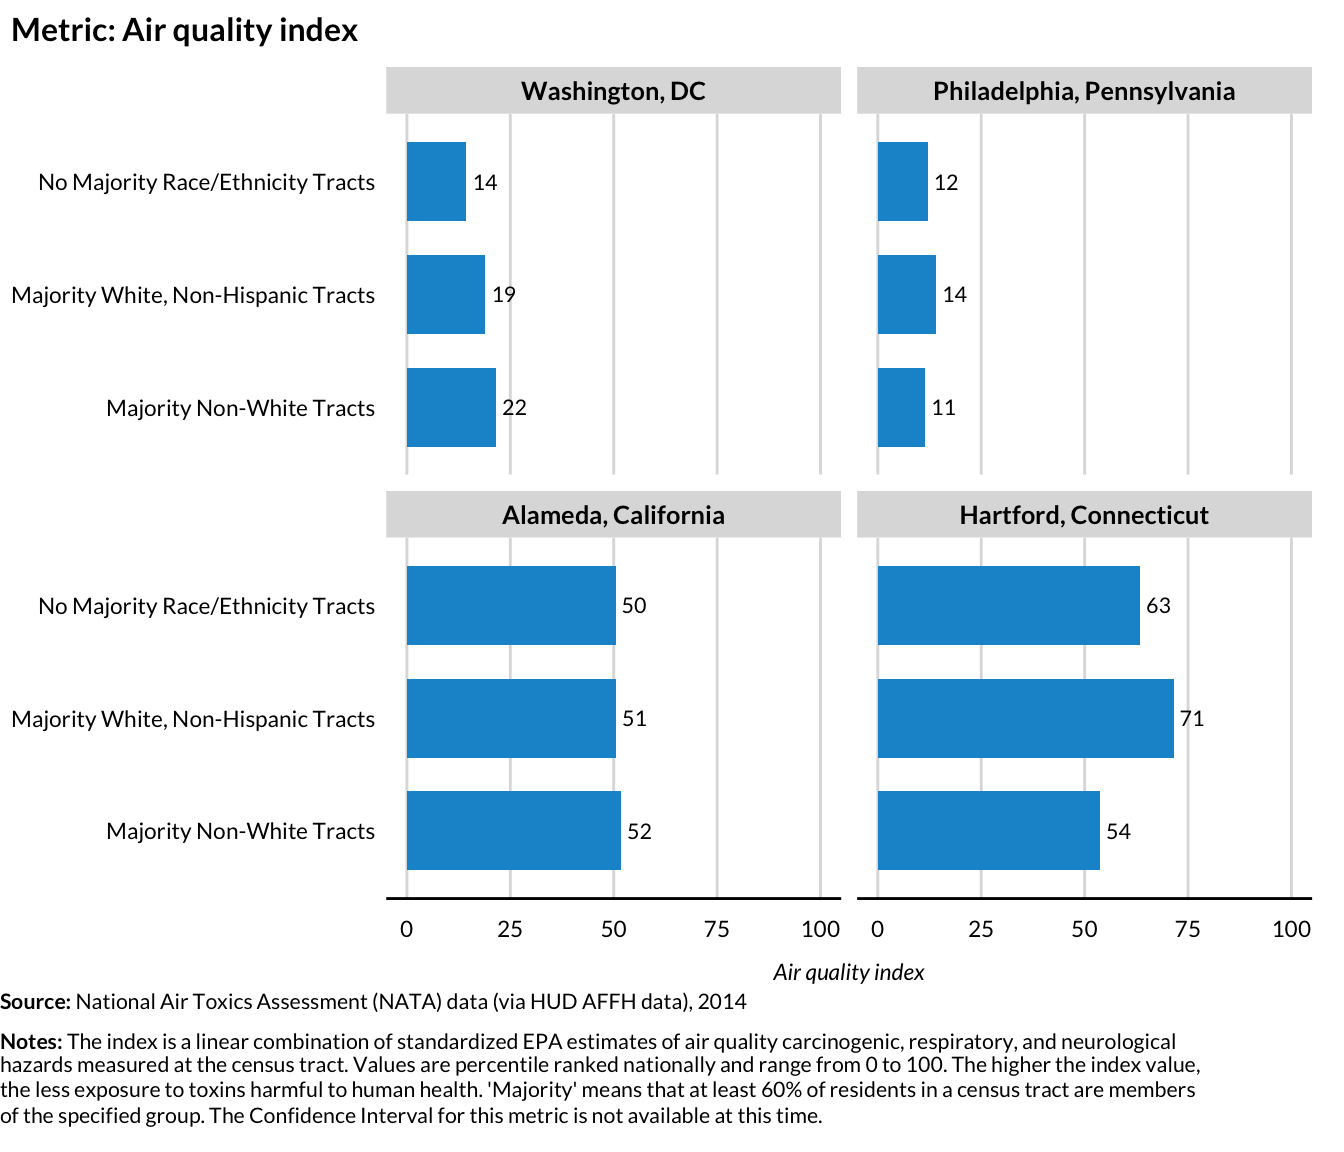 Metric: Air quality index
Washington, DC
Philadelphia, Pennsylvania
No Majority Race/Ethnicity Tracts
14
12
Majority White, Non-Hispanic Tracts
19
14
Majority Non-White Tracts
22
11
Alameda, California
Hartford, Connecticut
No Majority Race/Ethnicity Tracts
50
63
Majority White, Non-Hispanic Tracts
51
71
Majority Non-White Tracts
52
54
0 25 50 75 100 0 25 50 75 100
Air quality index
Source: National Air Toxics Assessment (NATA) data (via HUD AFFH data), 2014
Notes: The index is a linear combination of standardized EPA estimates of air quality carcinogenic, respiratory, and neurological
hazards measured at the census tract. Values are percentile ranked nationally and range from 0 to 100. The higher the index value,
the less exposure to toxins harmful to human health. 'Majority' means that at least 60% of residents in a census tract are members
of the specified group. The Confidence Interval for this metric is not available at this time.